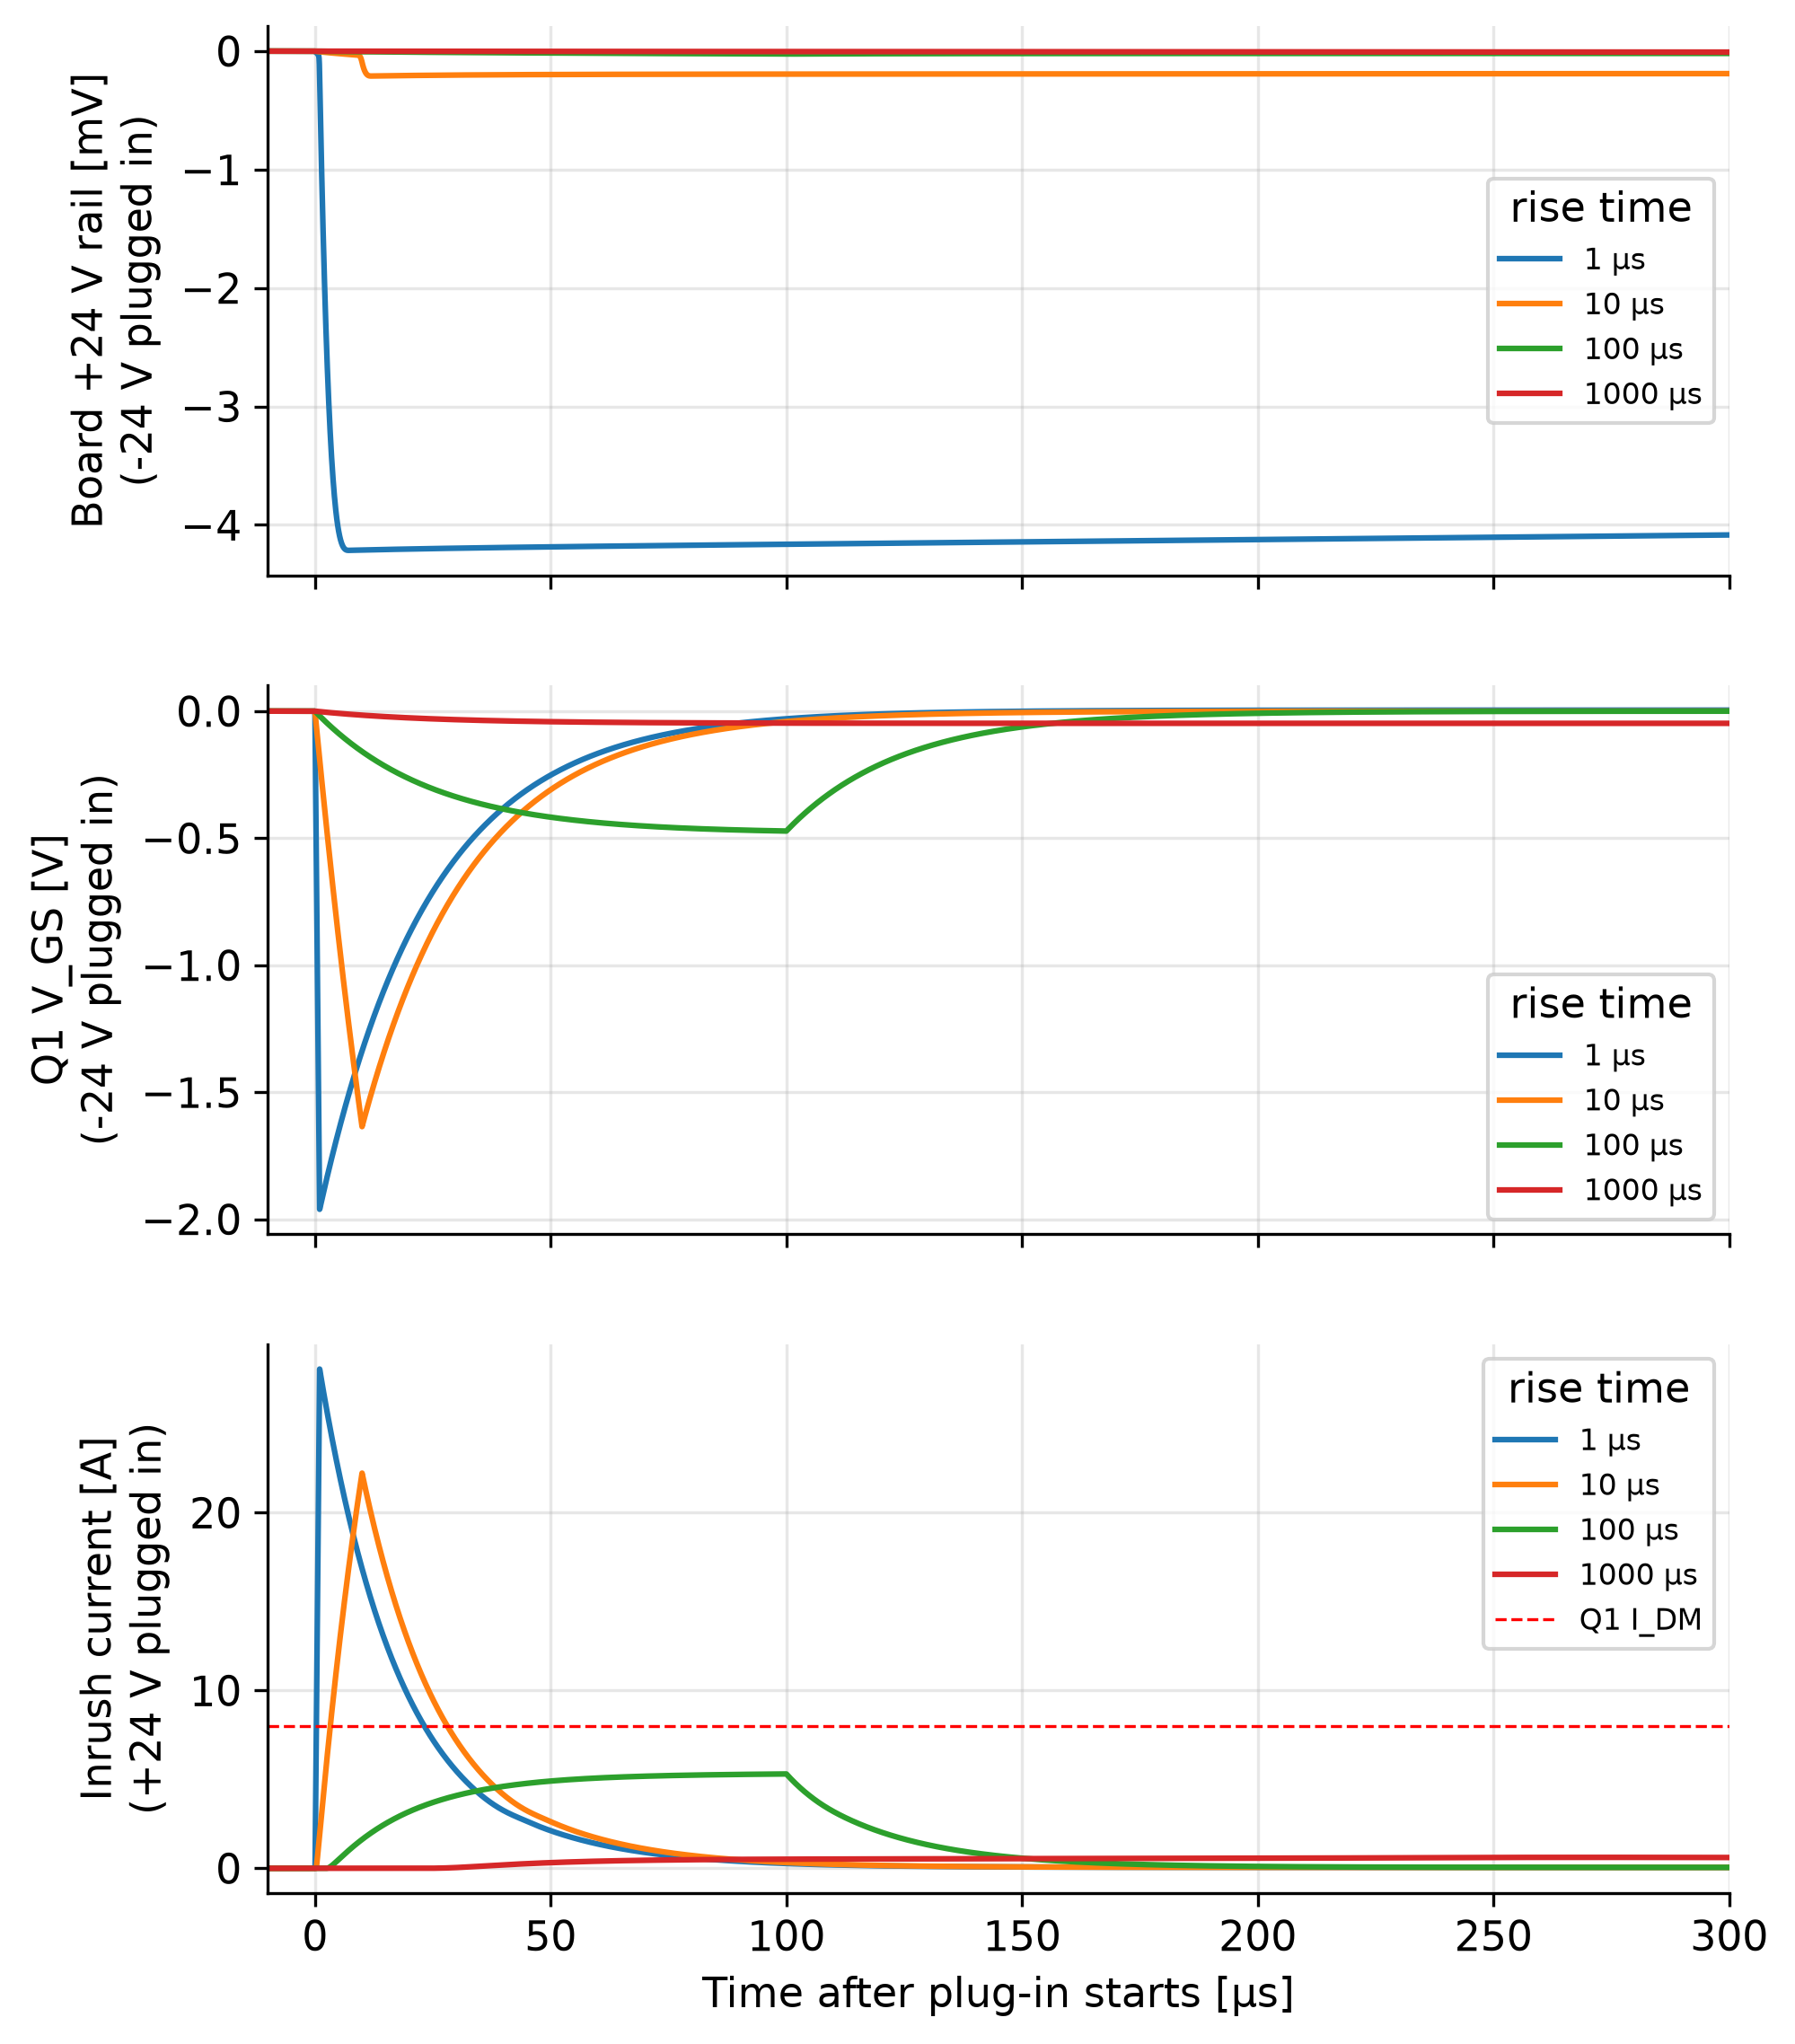 Board +24 V rail [mV]
(-24 V plugged in)
0
−1
−2
−3
−4
rise time
1 µs
10 µs
100 µs
1000 µs
Q1 V_GS [V]
(-24 V plugged in)
0.0
−0.5
−1.0
−1.5
−2.0
rise time
1 µs
10 µs
100 µs
1000 µs
Inrush current [A]
(+24 V plugged in)
20
10
0
rise time
1 µs
10 µs
100 µs
1000 µs
Q1 I_DM
0 50 100 150 200 250 300
Time after plug-in starts [µs]